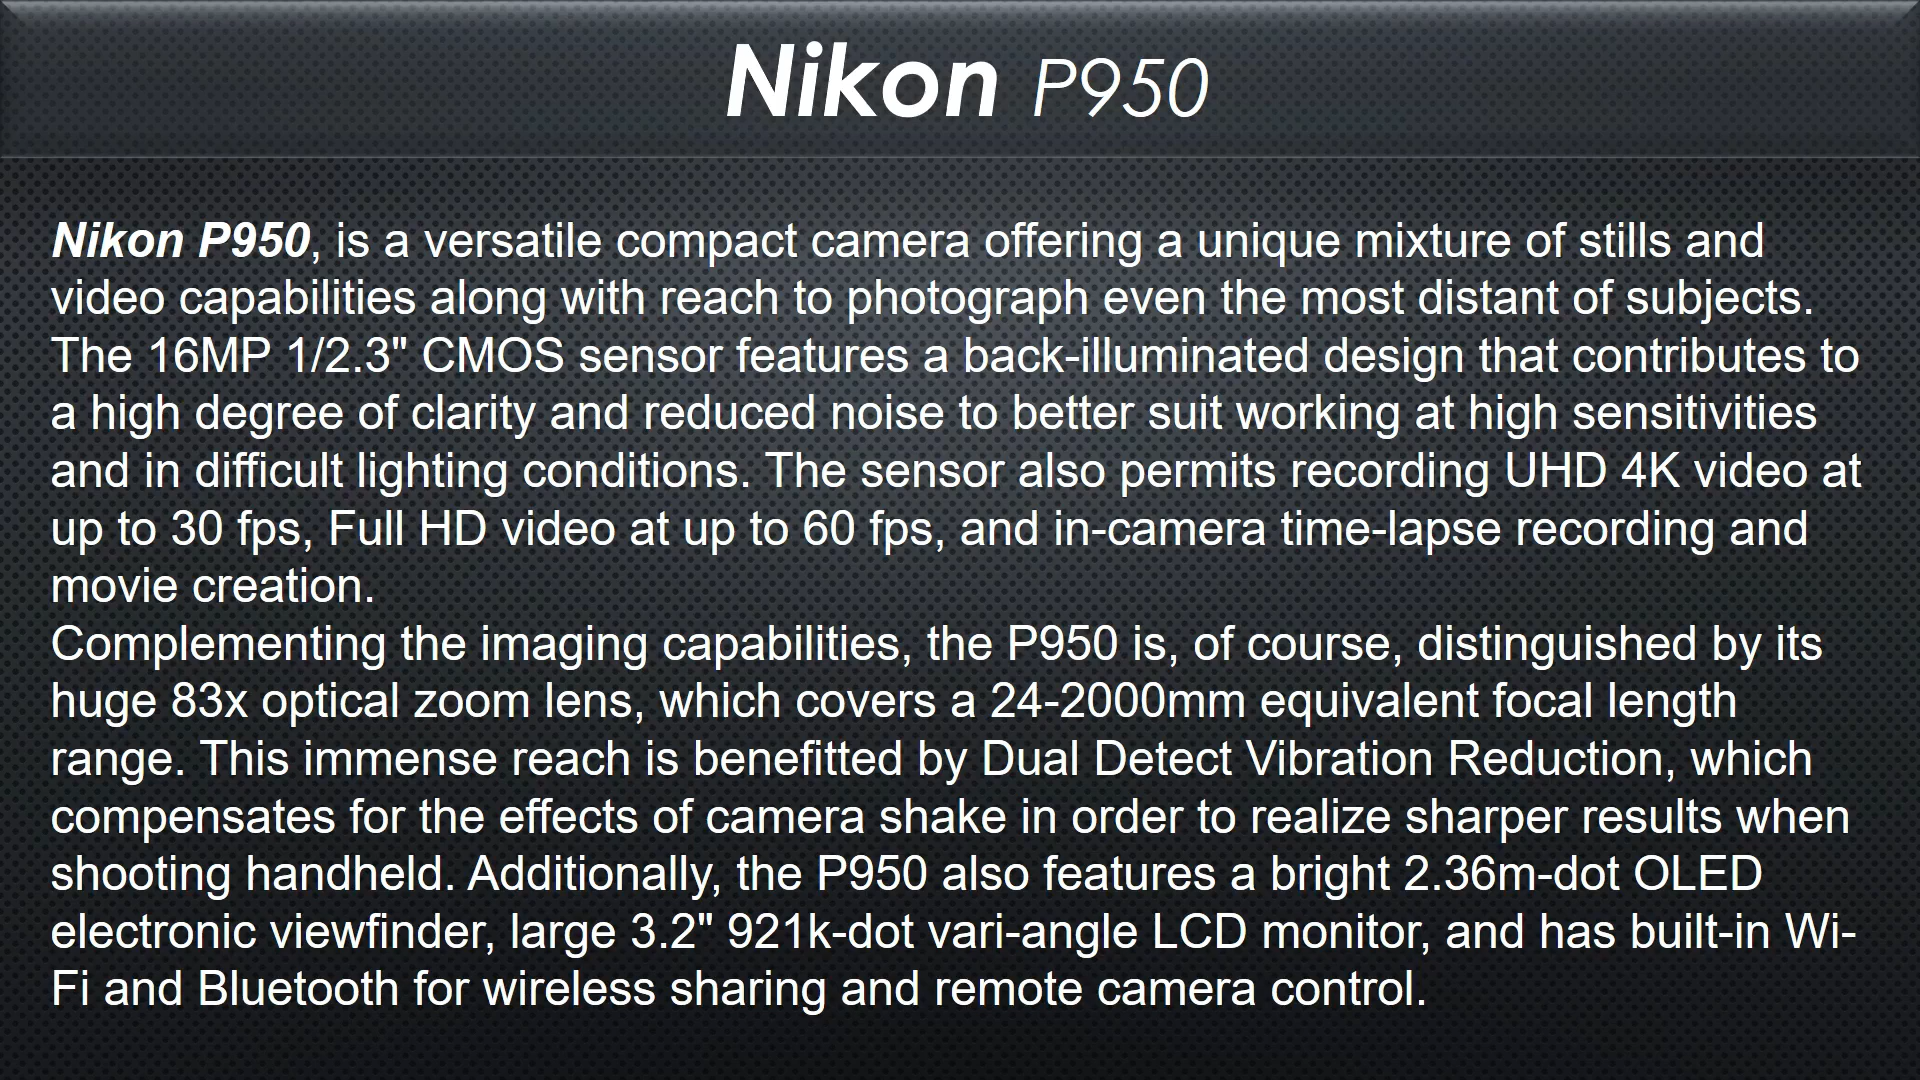 Nikon P950
Nikon P950, is a versatile compact camera offering a unique mixture of stills and
video capabilities along with reach to photograph even the most distant of subjects.
The 16MP 1/2.3" CMOS sensor features a back-illuminated design that contributes to
a high degree of clarity and reduced noise to better suit working at high sensitivities
and in difficult lighting conditions. The sensor also permits recording UHD 4K video at
up to 30 fps, Full HD video at up to 60 fps, and in-camera time-lapse recording and
movie creation.
Complementing the imaging capabilities, the P950 is, of course, distinguished by its
huge 83x optical zoom lens, which covers a 24-2000mm equivalent focal length
range. This immense reach is benefitted by Dual Detect Vibration Reduction, which
compensates for the effects of camera shake in order to realize sharper results when
shooting handheld. Additionally, the P950 also features a bright 2.36m-dot OLED
electronic viewfinder, large 3.2" 921k-dot vari-angle LCD monitor, and has built-in Wi-
Fi and Bluetooth for wireless sharing and remote camera control.